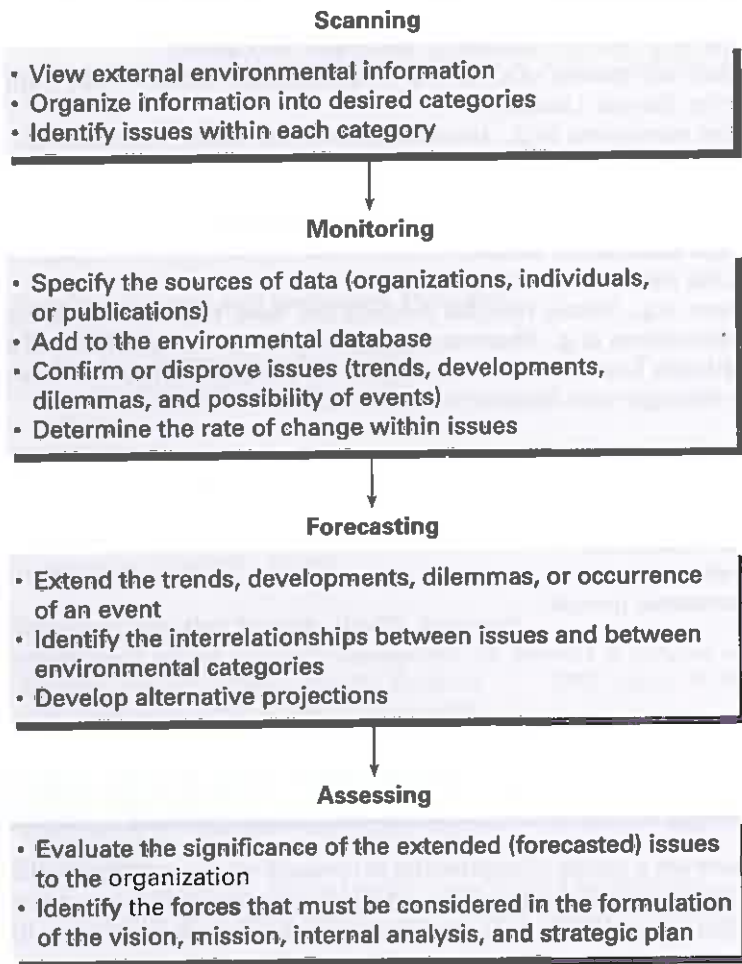 Scanning
• View external environmental information
• Organize information into desired categories
• Identify issues within each category
Monitoring
• Specify the sources of data (organizations, individuals,
or publications)
• Add to the environmental database
• Confirm or disprove issues (trends, developments,
dilemmas, and possibility of events)
• Determine the rate of change within issues
Forecasting
• Extend the trends, developments, dilemmas, or occurrence
of an event
• Identify the interrelationships between issues and between
environmental categories
• Develop alternative projections
Assessing
• Evaluate the significance of the extended (forecasted) issues
to the organization
• Identify the forces that must be considered in the formulation
of the vision, mission, internal analysis, and strategic plan